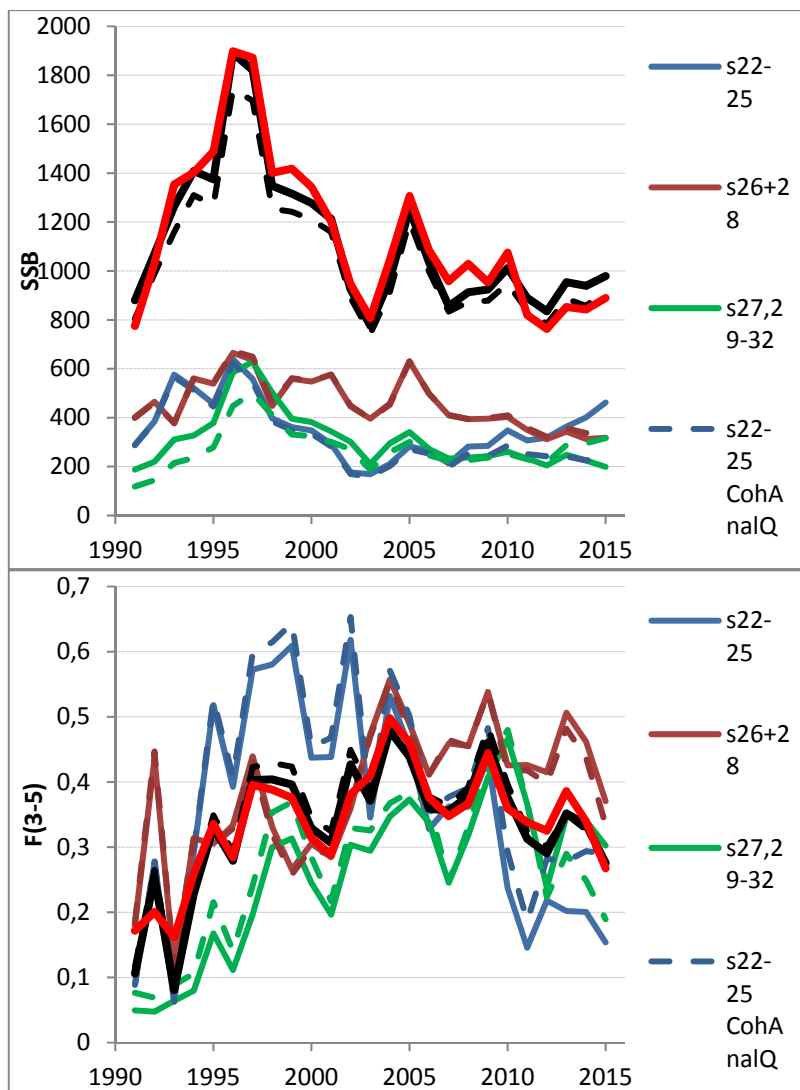 2000
1800
1600
1400
1200
1000
800
600
400
200
0
SSB
1990
1995
2000
2005
2010
2015
s22-
25
s26+2
8
s27,2
9-32
s22-
25
CohA
nalQ
0,7
0,6
0,5
0,4
0,3
0,2
0,1
0
F(3-5)
1990
1995
2000
2005
2010
2015
s22-
25
s26+2
8
s27,2
9-32
s22-
25
CohA
nalQ